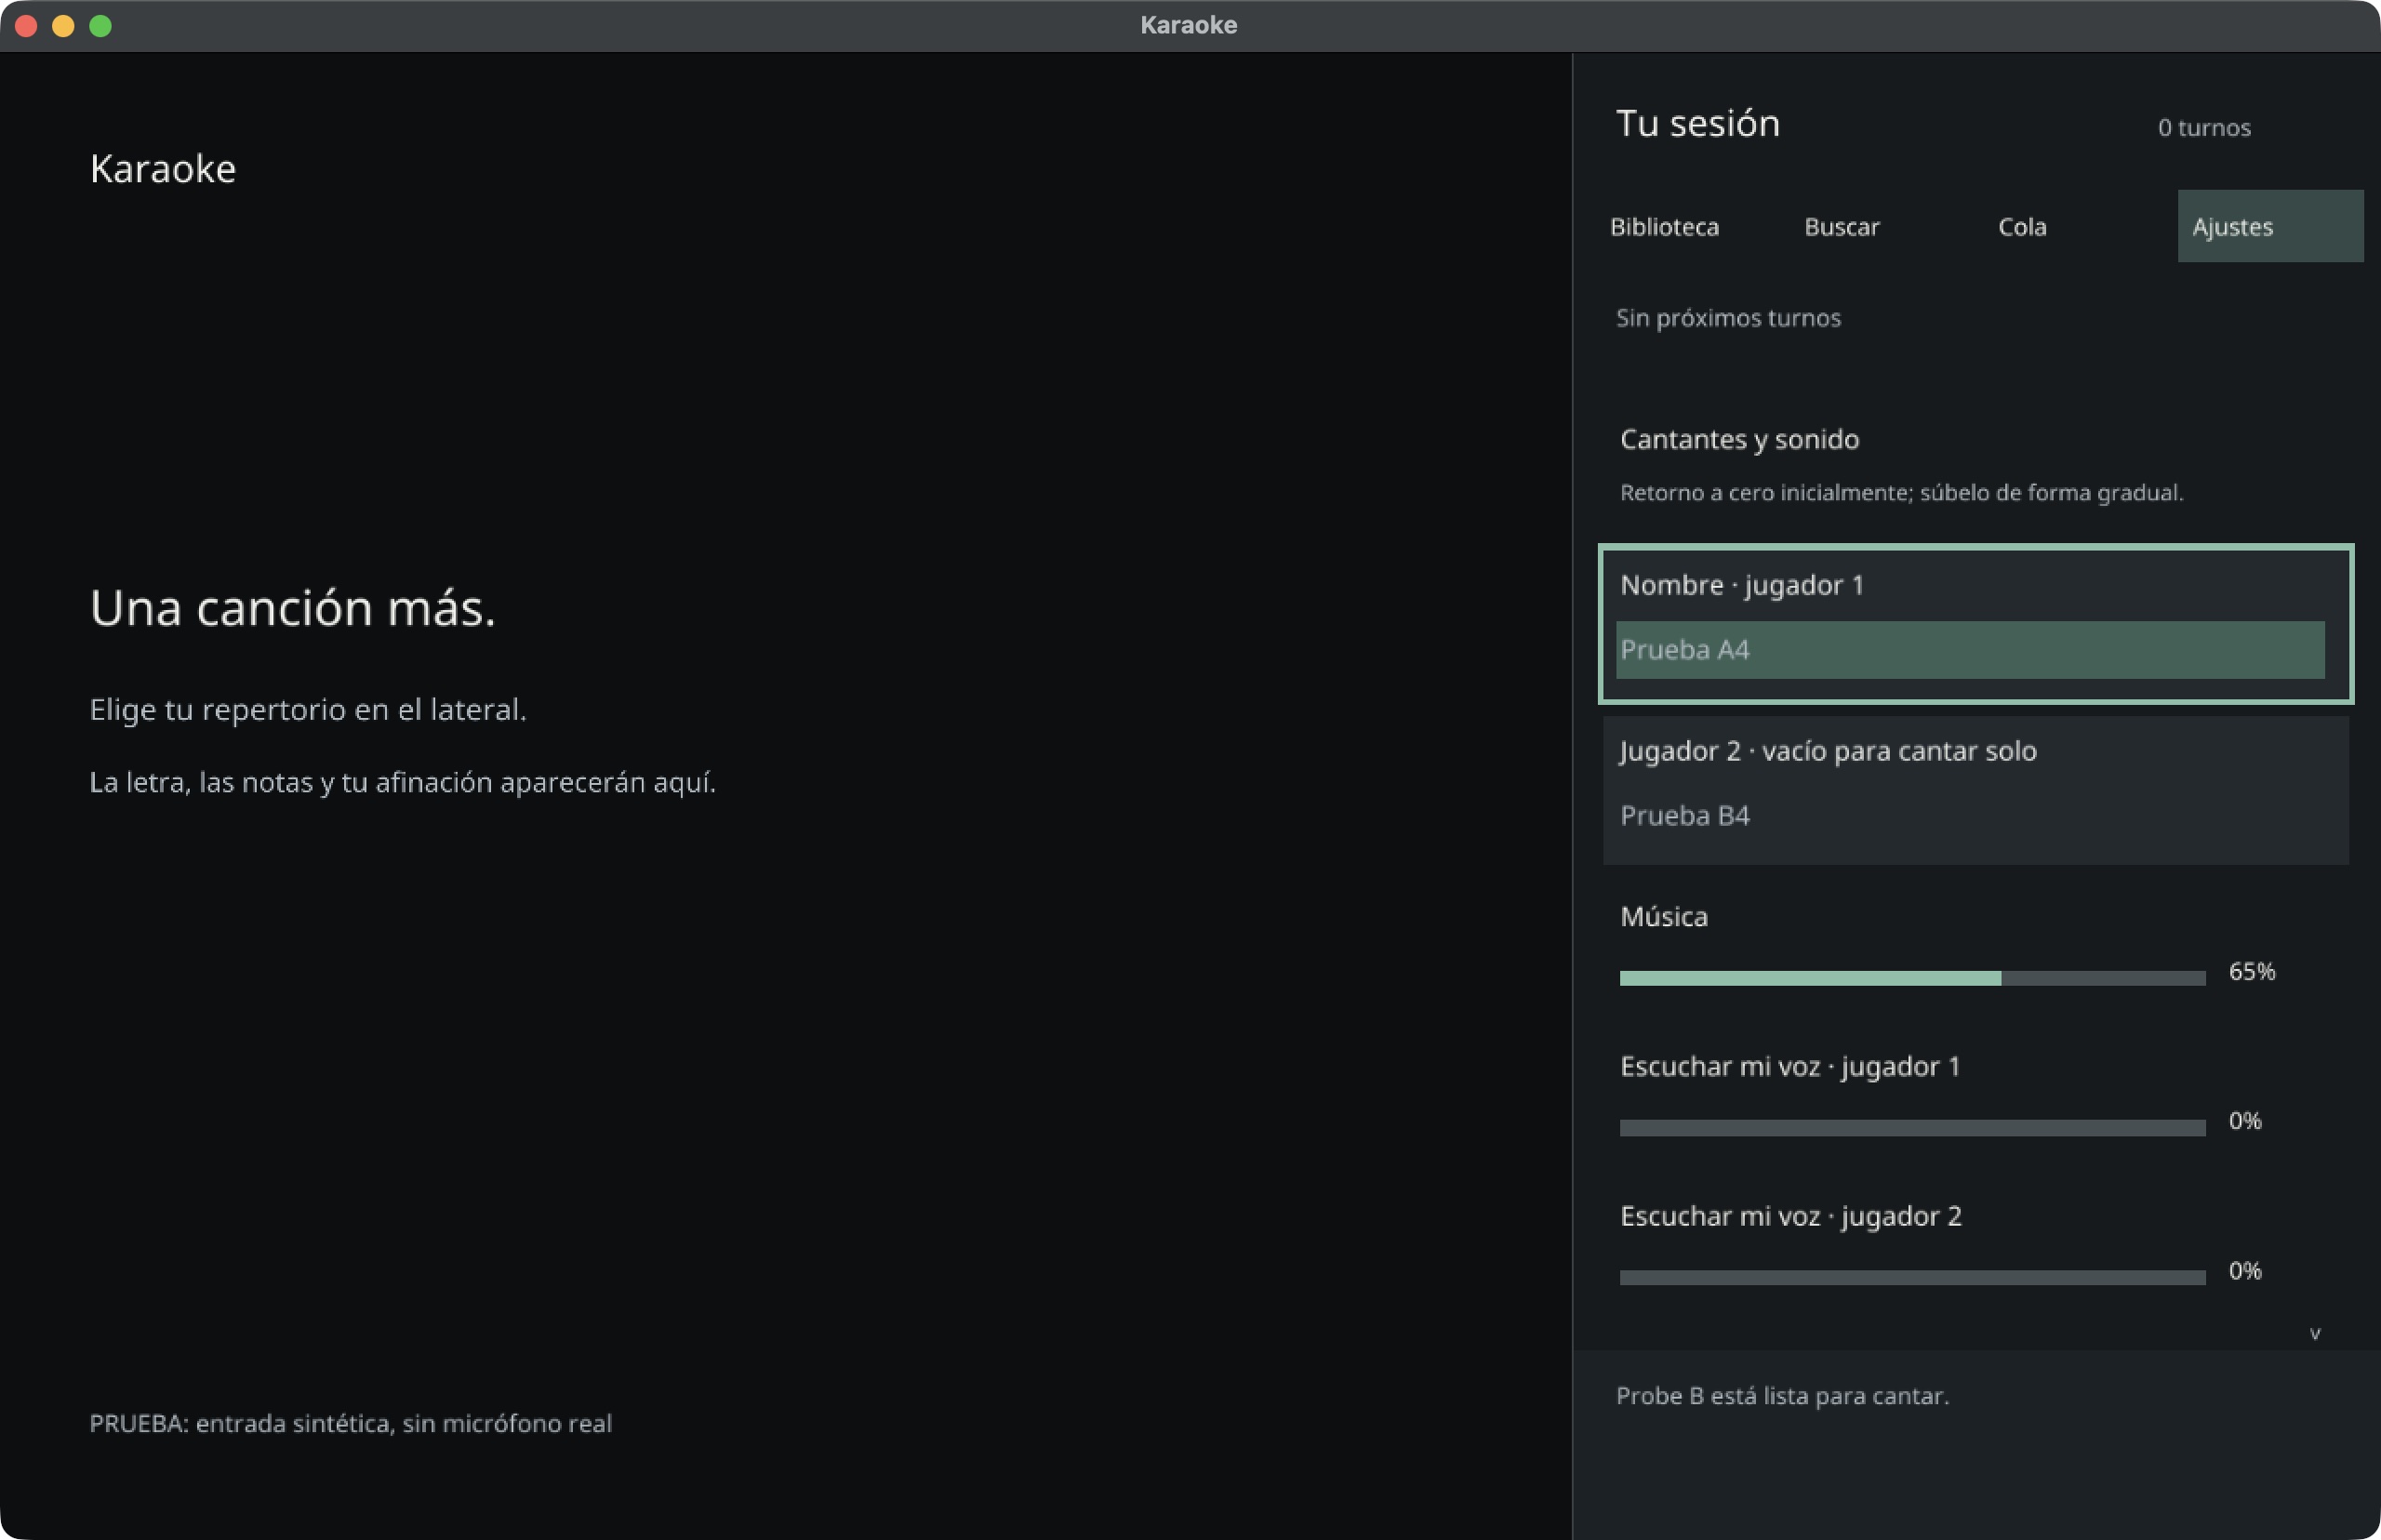 Karaoke
Karaoke
Una canción más.
Elige tu repertorio en el lateral.
La letra, las notas y tu afinación aparecerán aquí.
PRUEBA: entrada sintética, sin micrófono real
Tu sesión
0 turnos
Biblioteca Buscar Cola Ajustes
Sin próximos turnos
Cantantes y sonido
Retorno a cero inicialmente; súbelo de forma gradual.
Nombre · jugador 1
Prueba A4
Jugador 2 · vacío para cantar solo
Prueba B4
Música
65%
Escuchar mi voz · jugador 1
0%
Escuchar mi voz · jugador 2
0%
v
Probe B está lista para cantar.